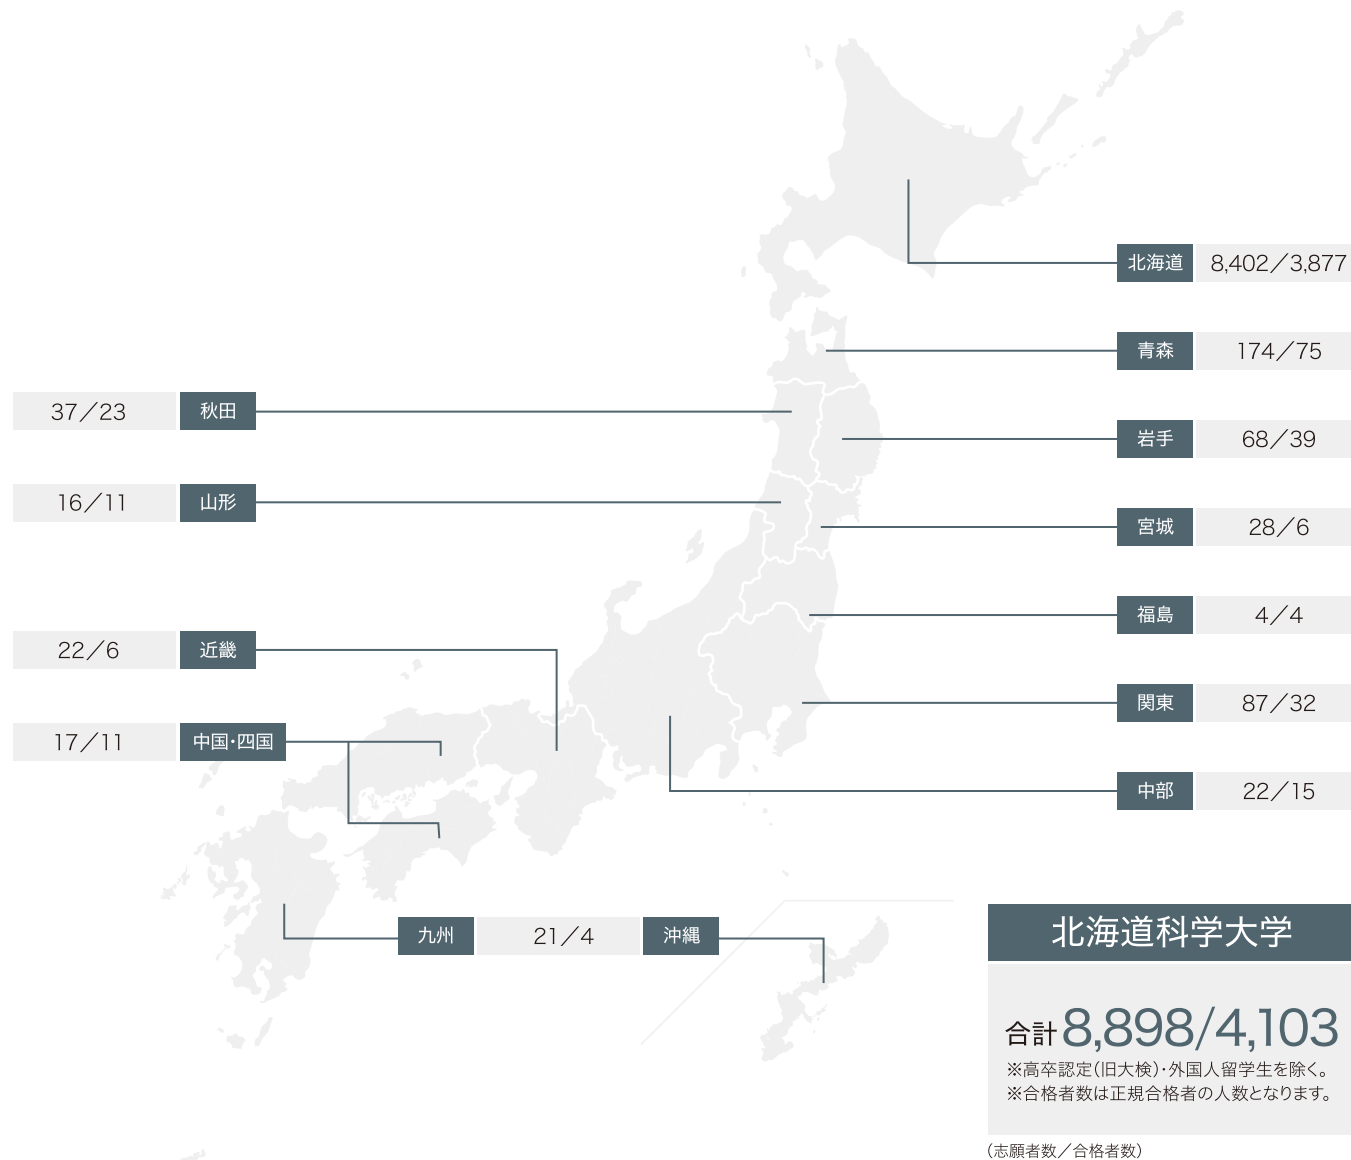 北海道 8,402／3,877
青森 174／75
37／23 秋田
岩手 68／39
16／11 山形
宮城 28／6
福島 4／4
22／6 近畿
関東 87／32
17／11 中国・四国
中部 22／15
九州 21／4 沖縄
北海道科学大学
合計8,898/4,103
※高卒認定（旧大検）・外国人留学生を除く。
※合格者数は正規合格者の人数となります。
（志願者数／合格者数）